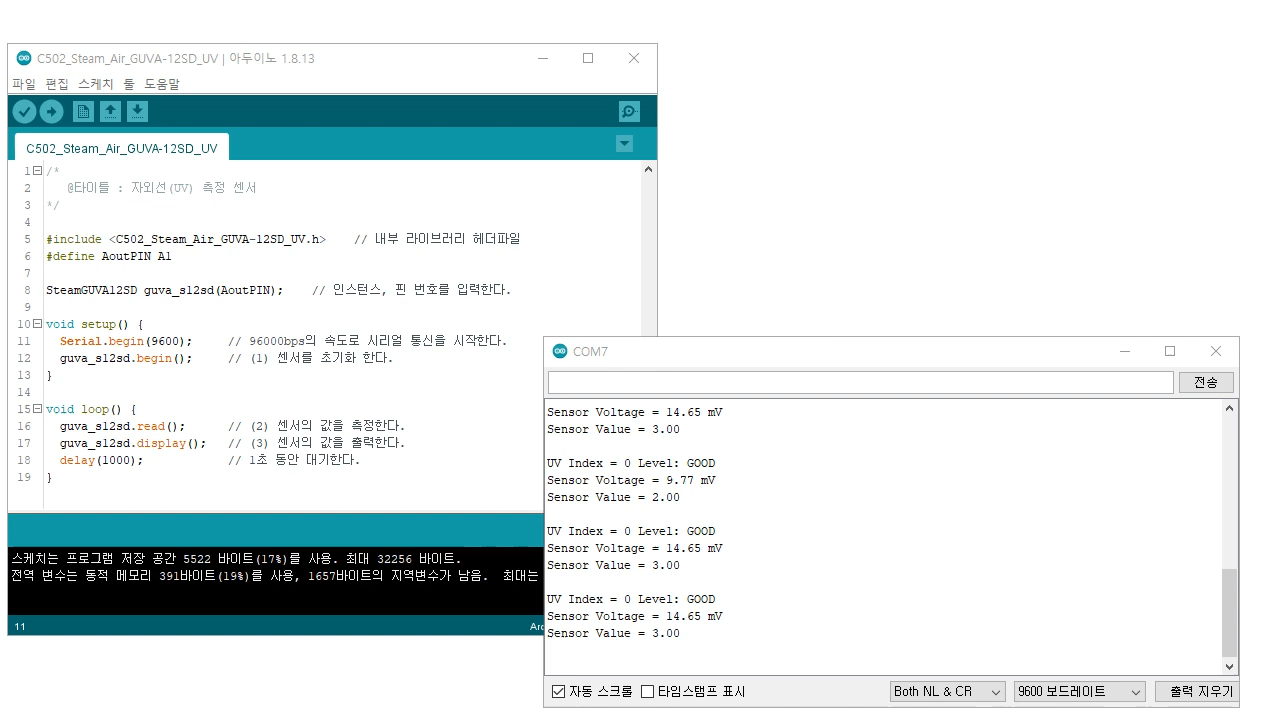 C502_Steam_Air_GUVA-12SD_UV | 아두이노 1.8.13
파일 편집 스케치 툴 도움말
C502_Steam_Air_GUVA-12SD_UV
1 /*
2 @타이틀 : 자외선(UV) 측정 센서
3 */
4
5 #include <C502_Steam_Air_GUVA-12SD_UV.h> // 내부 라이브러리 헤더파일
6 #define AoutPIN A1
7
8 SteamGUVA12SD guva_s12sd(AoutPIN); // 인스턴스, 핀 번호를 입력한다.
9
10 void setup() {
11 Serial.begin(9600); // 96000bps의 속도로 시리얼 통신을 시작한다.
12 guva_s12sd.begin(); // (1) 센서를 초기화 한다.
13 }
14
15 void loop() {
16 guva_s12sd.read(); // (2) 센서의 값을 측정한다.
17 guva_s12sd.display(); // (3) 센서의 값을 출력한다.
18 delay(1000); // 1초 동안 대기한다.
19 }
스케치는 프로그램 저장 공간 5522 바이트(17%)를 사용. 최대 32256 바이트.
전역 변수는 동적 메모리 391바이트(19%)를 사용, 1657바이트의 지역변수가 남음. 최대는
11
COM7
전송
Sensor Voltage = 14.65 mV
Sensor Value = 3.00
UV Index = 0 Level: GOOD
Sensor Voltage = 9.77 mV
Sensor Value = 2.00
UV Index = 0 Level: GOOD
Sensor Voltage = 14.65 mV
Sensor Value = 3.00
UV Index = 0 Level: GOOD
Sensor Voltage = 14.65 mV
Sensor Value = 3.00
자동 스크롤 타임스탬프 표시 Both NL & CR 9600 보드레이트 출력 지우기